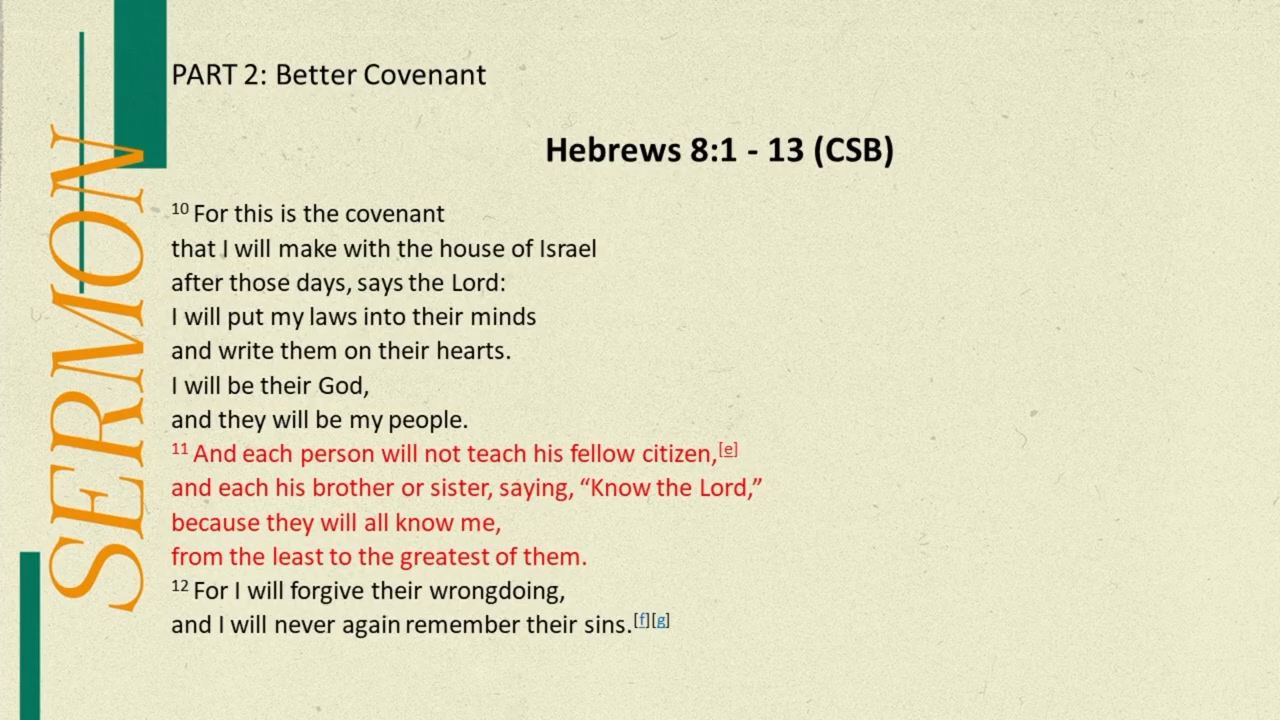 SERMON
PART 2: Better Covenant
Hebrews 8:1 - 13 (CSB)
10 For this is the covenant
that I will make with the house of Israel
after those days, says the Lord:
I will put my laws into their minds
and write them on their hearts.
I will be their God,
and they will be my people.
11 And each person will not teach his fellow citizen,[e]
and each his brother or sister, saying, “Know the Lord,”
because they will all know me,
from the least to the greatest of them.
12 For I will forgive their wrongdoing,
and I will never again remember their sins.[f][g]